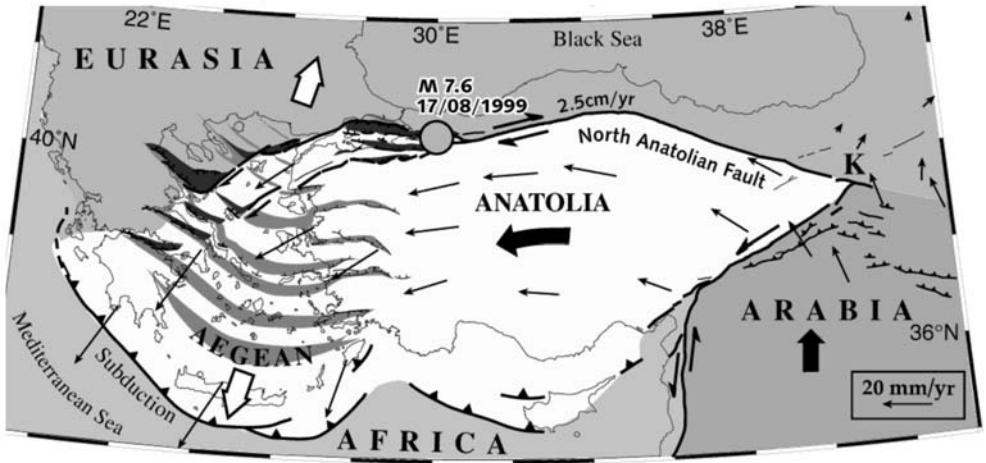 22˚E
30˚E
38˚E
Black Sea
EURASIA
M 7.6
17/08/1999
2.5cm/yr
40˚N
North Anatolian Fault
K
ANATOLIA
ARABIA
36˚N
AEGEAN
Subduction
Mediterranean Sea
20 mm/yr
AFRICA